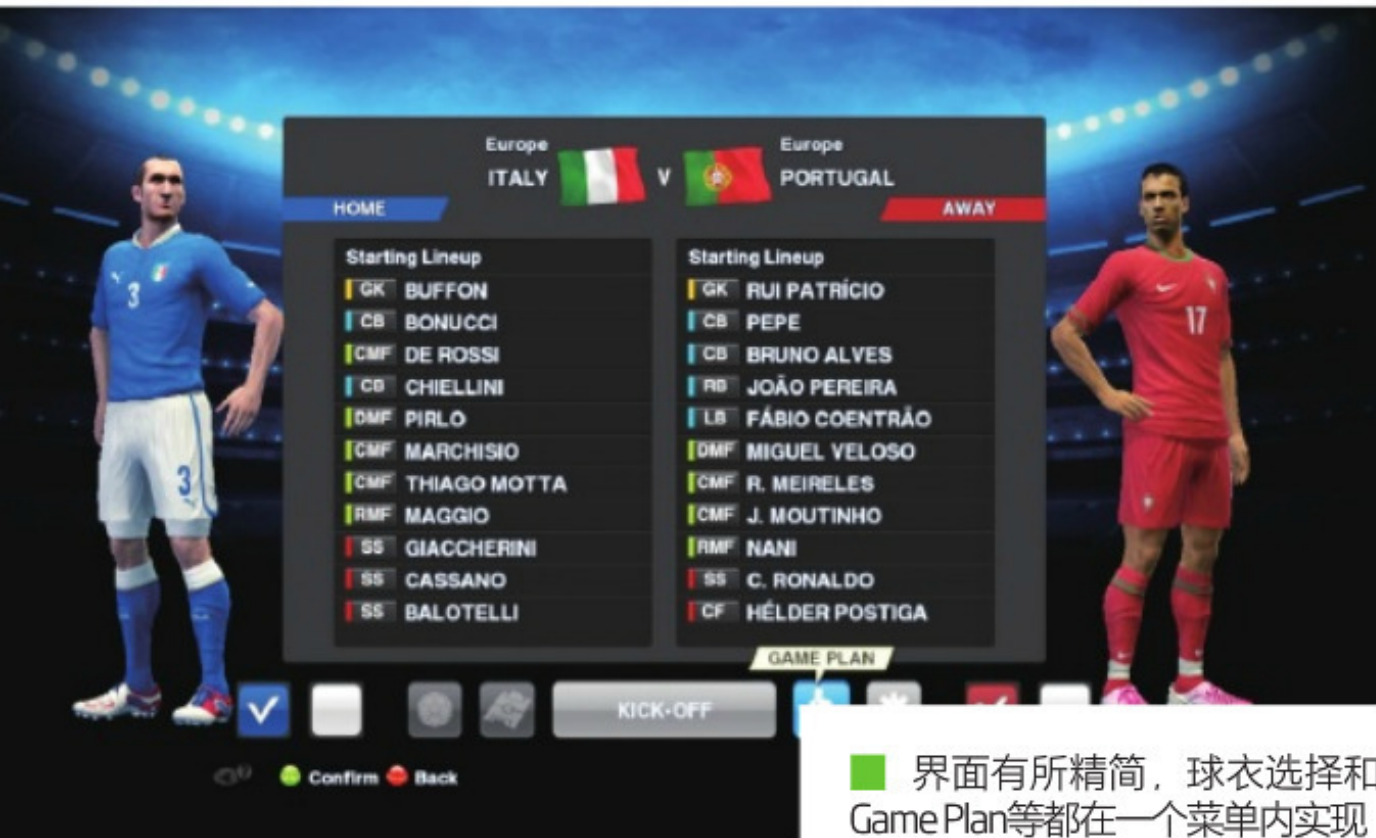 Europe
ITALY
V
Europe
PORTUGAL
HOME
AWAY
Starting Lineup
GK BUFFON
CB BONUCCI
CMF DE ROSSI
CB CHIELLINI
DMF PIRLO
CMF MARCHISIO
CMF THIAGO MOTTA
RMF MAGGIO
SS GIACCHERINI
SS CASSANO
SS BALOTELLI
Starting Lineup
GK RUI PATRÍCIO
CB PEPE
CB BRUNO ALVES
RB JOÃO PEREIRA
LB FÁBIO COENTRÃO
DMF MIGUEL VELOSO
CMF R. MEIRELES
CMF J. MOUTINHO
RMF NANI
SS C. RONALDO
CF HÉLDER POSTIGA
3
3
17
GAME PLAN
KICK-OFF
Confirm Back
界面有所精简，球衣选择和
Game Plan等都在一个菜单内实现